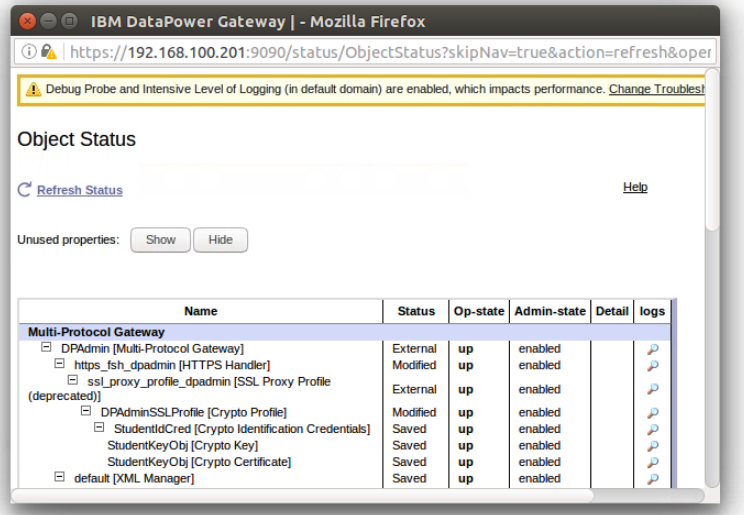 IBM DataPower Gateway | - Mozilla Firefox
https://192.168.100.201:9090/status/ObjectStatus?skipNav=true&action=refresh&oper
Debug Probe and Intensive Level of Logging (in default domain) are enabled, which impacts performance. Change Troublesh
Object Status
Refresh Status Help
Unused properties: Show Hide
Name Status Op-state Admin-state Detail logs
Multi-Protocol Gateway
DPAdmin [Multi-Protocol Gateway] External up enabled
https_fsh_dpadmin [HTTPS Handler] Modified up enabled
ssl_proxy_profile_dpadmin [SSL Proxy Profile
(deprecated)] External up enabled
DPAdminSSLProfile [Crypto Profile] Modified up enabled
StudentIdCred [Crypto Identification Credentials] Saved up enabled
StudentKeyObj [Crypto Key] Saved up enabled
StudentKeyObj [Crypto Certificate] Saved up enabled
default [XML Manager] Saved up enabled